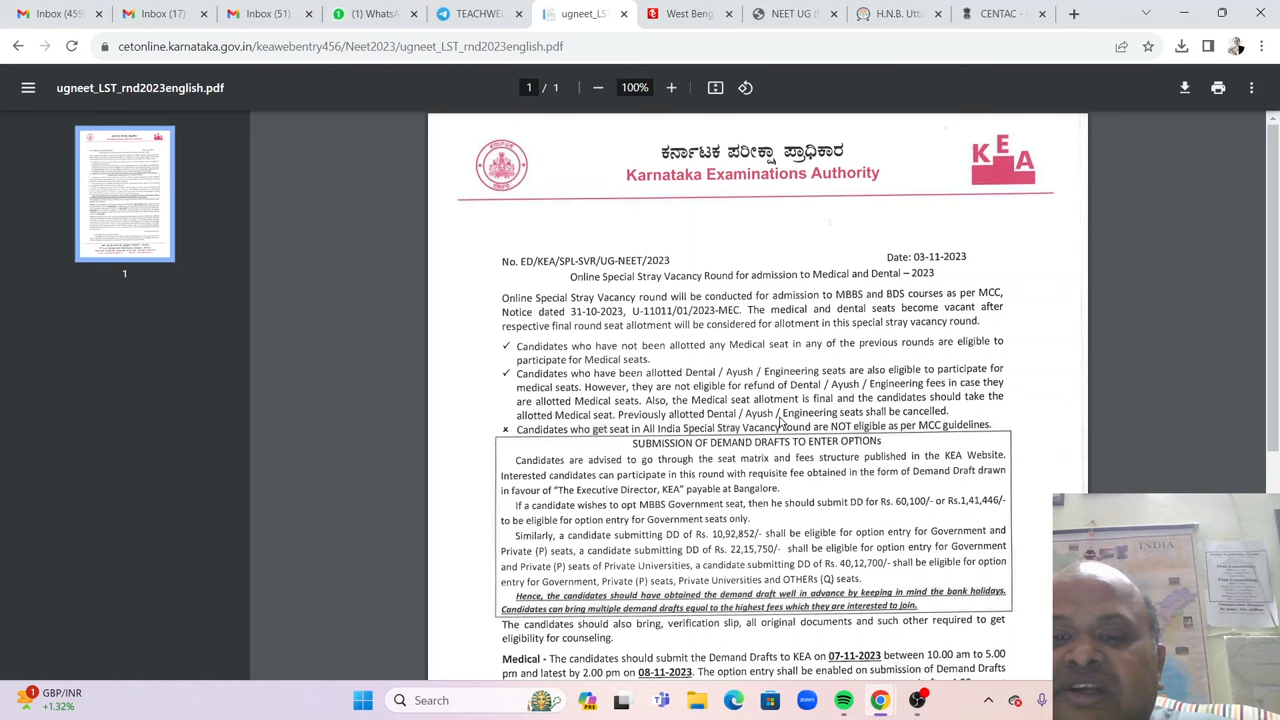 Inbox (459
Inbox (17)
Inbox (51)
(1) WhatsA
TEACHWEL
ugneet_LST
West Beng
NEET UG (N
H.N.B. Utta
CENTAC -
cetonline.karnataka.gov.in/keawebentry456/Neet2023/ugneet_LST_rnd2023english.pdf
ugneet_LST_rnd2023english.pdf
1 / 1
100%
1
ಕರ್ನಾಟಕ ಪರೀಕ್ಷಾ ಪ್ರಾಧಿಕಾರ
Karnataka Examinations Authority
KEA
No. ED/KEA/SPL-SVR/UG-NEET/2023
Date: 03-11-2023
Online Special Stray Vacancy Round for admission to Medical and Dental – 2023
Online Special Stray Vacancy round will be conducted for admission to MBBS and BDS courses as per MCC,
Notice dated 31-10-2023, U-11011/01/2023-MEC. The medical and dental seats become vacant after
respective final round seat allotment will be considered for allotment in this special stray vacancy round.
✓ Candidates who have not been allotted any Medical seat in any of the previous rounds are eligible to
participate for Medical seats.
✓ Candidates who have been allotted Dental / Ayush / Engineering seats are also eligible to participate for
medical seats. However, they are not eligible for refund of Dental / Ayush / Engineering fees in case they
are allotted Medical seats. Also, the Medical seat allotment is final and the candidates should take the
allotted Medical seat. Previously allotted Dental / Ayush / Engineering seats shall be cancelled.
× Candidates who get seat in All India Special Stray Vacancy round are NOT eligible as per MCC guidelines.
SUBMISSION OF DEMAND DRAFTS TO ENTER OPTIONs
Candidates are advised to go through the seat matrix and fees structure published in the KEA Website.
Interested candidates can participate in this round with requisite fee obtained in the form of Demand Draft drawn
in favour of "The Executive Director, KEA" payable at Bangalore.
If a candidate wishes to opt MBBS Government seat, then he should submit DD for Rs. 60,100/- or Rs.1,41,446/-
to be eligible for option entry for Government seats only.
Similarly, a candidate submitting DD of Rs. 10,92,852/- shall be eligible for option entry for Government and
Private (P) seats, a candidate submitting DD of Rs. 22,15,750/- shall be eligible for option entry for Government
and Private (P) seats of Private Universities, a candidate submitting DD of Rs. 40,12,700/- shall be eligible for option
entry for Government, Private (P) seats, Private Universities and OTHERs (Q) seats.
Hence, the candidates should have obtained the demand draft well in advance by keeping in mind the bank holidays.
Candidates can bring multiple demand drafts equal to the highest fees which they are interested to join.
The candidates should also bring, verification slip, all original documents and such other required to get
eligibility for counseling.
Medical - The candidates should submit the Demand Drafts to KEA on 07-11-2023 between 10.00 am to 5.00
pm and latest by 2.00 pm on 08-11-2023. The option entry shall be enabled on submission of Demand Drafts
INDIA
GBP/INR
+1.32%
Search